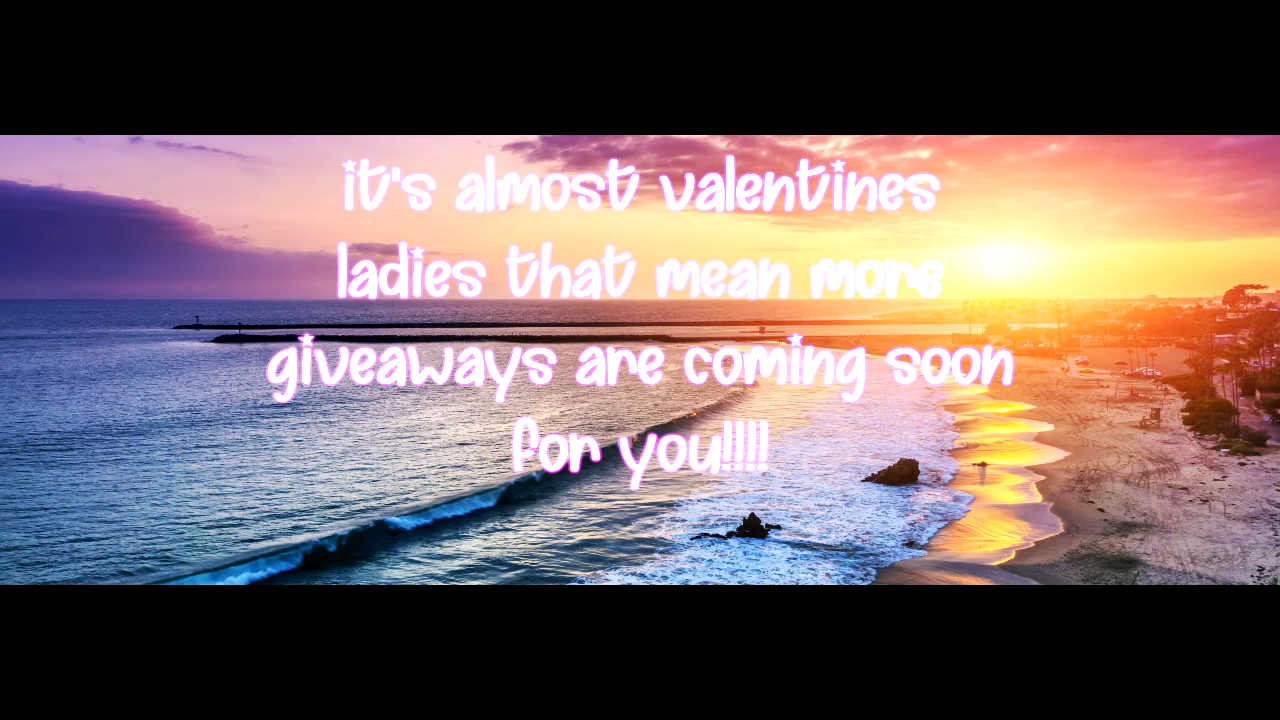 it's almost valentines
ladies that mean more
giveaways are coming soon
for you!!!!